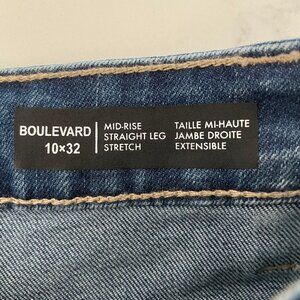 BOULEVARD
10×32
MID-RISE
STRAIGHT LEG
STRETCH
TAILLE MI-HAUTE
JAMBE DROITE
EXTENSIBLE